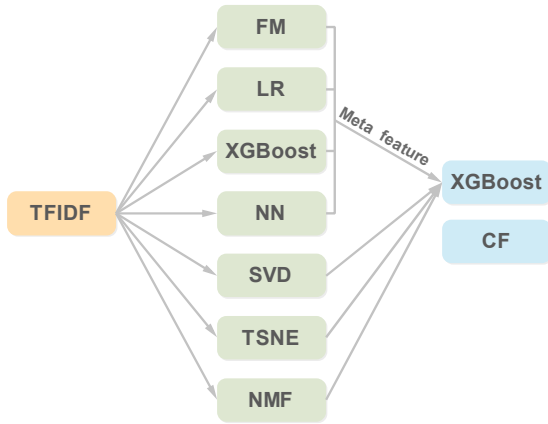 TFIDF
FM
LR
XGBoost
NN
SVD
TSNE
NMF
Meta feature
XGBoost
CF